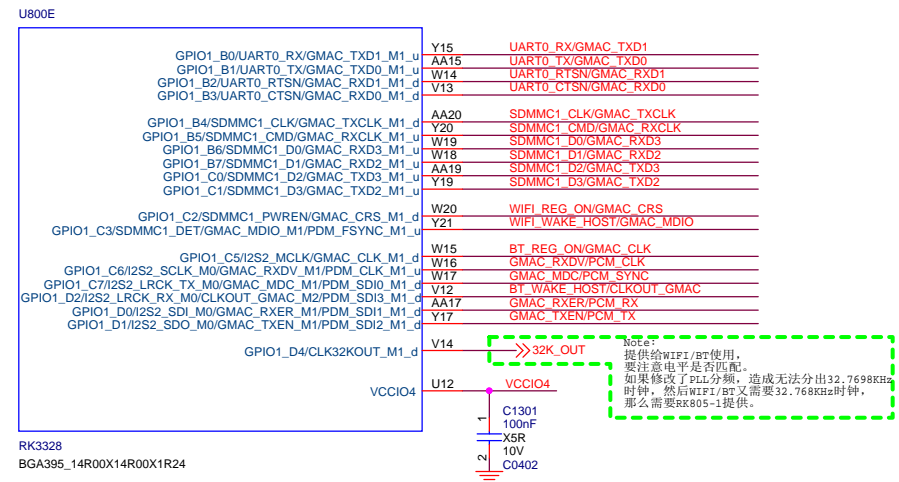 U800E
GPIO1_B0/UART0_RX/GMAC_TXD1_M1_u Y15 UART0_RX/GMAC_TXD1
GPIO1_B1/UART0_TX/GMAC_TXD0_M1_u AA15 UART0_TX/GMAC_TXD0
GPIO1_B2/UART0_RTSN/GMAC_RXD1_M1_d W14 UART0_RTSN/GMAC_RXD1
GPIO1_B3/UART0_CTSN/GMAC_RXD0_M1_d V13 UART0_CTSN/GMAC_RXD0
GPIO1_B4/SDMMC1_CLK/GMAC_TXCLK_M1_d AA20 SDMMC1_CLK/GMAC_TXCLK
GPIO1_B5/SDMMC1_CMD/GMAC_RXCLK_M1_u Y20 SDMMC1_CMD/GMAC_RXCLK
GPIO1_B6/SDMMC1_D0/GMAC_RXD3_M1_u W19 SDMMC1_D0/GMAC_RXD3
GPIO1_B7/SDMMC1_D1/GMAC_RXD2_M1_u W18 SDMMC1_D1/GMAC_RXD2
GPIO1_C0/SDMMC1_D2/GMAC_TXD3_M1_u AA19 SDMMC1_D2/GMAC_TXD3
GPIO1_C1/SDMMC1_D3/GMAC_TXD2_M1_u Y19 SDMMC1_D3/GMAC_TXD2
GPIO1_C2/SDMMC1_PWREN/GMAC_CRS_M1_d W20 WIFI_REG_ON/GMAC_CRS
GPIO1_C3/SDMMC1_DET/GMAC_MDIO_M1/PDM_FSYNC_M1_u Y21 WIFI_WAKE_HOST/GMAC_MDIO
GPIO1_C5/I2S2_MCLK/GMAC_CLK_M1_d W15 BT_REG_ON/GMAC_CLK
GPIO1_C6/I2S2_SCLK_M0/GMAC_RXDV_M1/PDM_CLK_M1_u W16 GMAC_RXDV/PCM_CLK
GPIO1_C7/I2S2_LRCK_TX_M0/GMAC_MDC_M1/PDM_SDI0_M1_d W17 GMAC_MDC/PCM_SYNC
GPIO1_D2/I2S2_LRCK_RX_M0/CLKOUT_GMAC_M2/PDM_SDI3_M1_d V12 BT_WAKE_HOST/CLKOUT_GMAC
GPIO1_D0/I2S2_SDI_M0/GMAC_RXER_M1/PDM_SDI1_M1_d AA17 GMAC_RXER/PCM_RX
GPIO1_D1/I2S2_SDO_M0/GMAC_TXEN_M1/PDM_SDI2_M1_d Y17 GMAC_TXEN/PCM_TX
GPIO1_D4/CLK32KOUT_M1_d V14 32K_OUT
Note:
提供给WIFI/BT使用，
要注意电平是否匹配。
如果修改了PLL分频，造成无法分出32.7698KHz
时钟，然后WIFI/BT又需要32.768KHz时钟，
那么需要RK805-1提供。
VCCIO4 U12 VCCIO4
1
C1301
100nF
X5R
10V
2
C0402
RK3328
BGA395_14R00X14R00X1R24